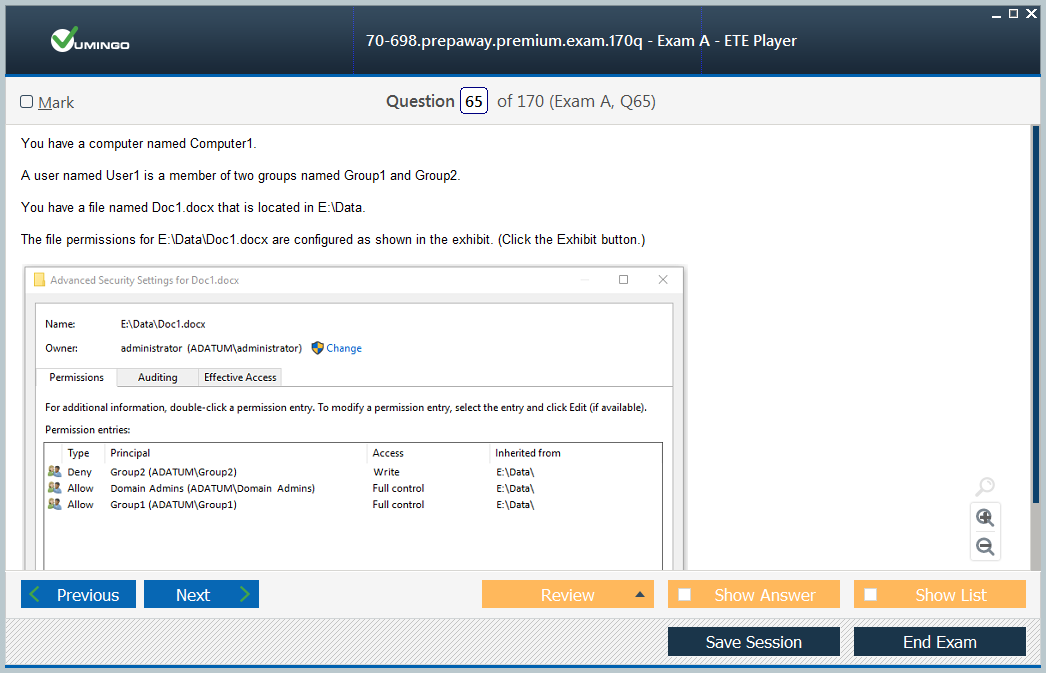 VUMINGO
70-698.prepaway.premium.exam.170q - Exam A - ETE Player
Mark
Question 65 of 170 (Exam A, Q65)
You have a computer named Computer1.
A user named User1 is a member of two groups named Group1 and Group2.
You have a file named Doc1.docx that is located in E:\Data.
The file permissions for E:\Data\Doc1.docx are configured as shown in the exhibit. (Click the Exhibit button.)
Advanced Security Settings for Doc1.docx
Name: E:\Data\Doc1.docx
Owner: administrator (ADATUM\administrator) Change
Permissions Auditing Effective Access
For additional information, double-click a permission entry. To modify a permission entry, select the entry and click Edit (if available).
Permission entries:
Type Principal Access Inherited from
Deny Group2 (ADATUM\Group2) Write E:\Data\
Allow Domain Admins (ADATUM\Domain Admins) Full control E:\Data\
Allow Group1 (ADATUM\Group1) Full control E:\Data\
Previous Next Review Show Answer Show List
Save Session End Exam